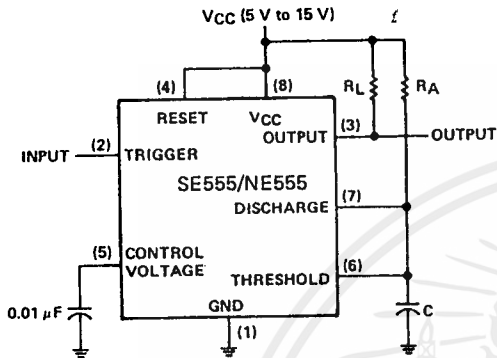 VCC (5 V to 15 V)
(4)
(8)
RL
RA
RESET
VCC
(3)
OUTPUT
OUTPUT
INPUT
(2)
TRIGGER
SE555/NE555
(7)
DISCHARGE
(5)
CONTROL
VOLTAGE
(6)
THRESHOLD
0.01 μF
GND
C
(1)